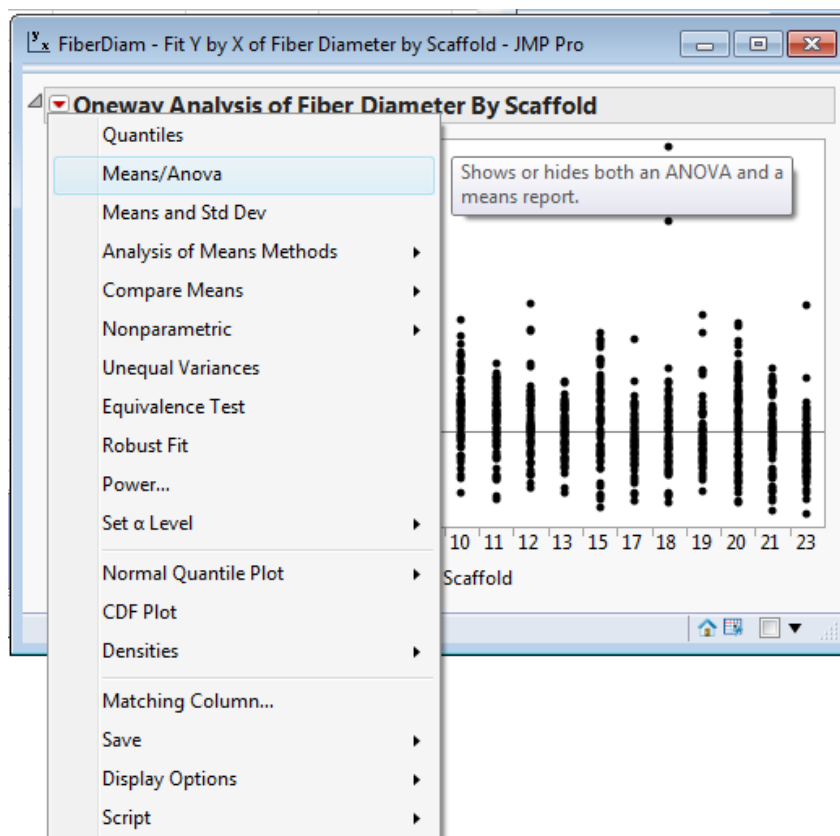 FiberDiam - Fit Y by X of Fiber Diameter by Scaffold - JMP Pro
Oneway Analysis of Fiber Diameter By Scaffold
Quantiles
Means/Anova
Shows or hides both an ANOVA and a
means report.
Means and Std Dev
Analysis of Means Methods
Compare Means
Nonparametric
Unequal Variances
Equivalence Test
Robust Fit
Power...
Set α Level
Normal Quantile Plot
CDF Plot
Densities
Matching Column...
Save
Display Options
Script
10 11 12 13 15 17 18 19 20 21 23
Scaffold